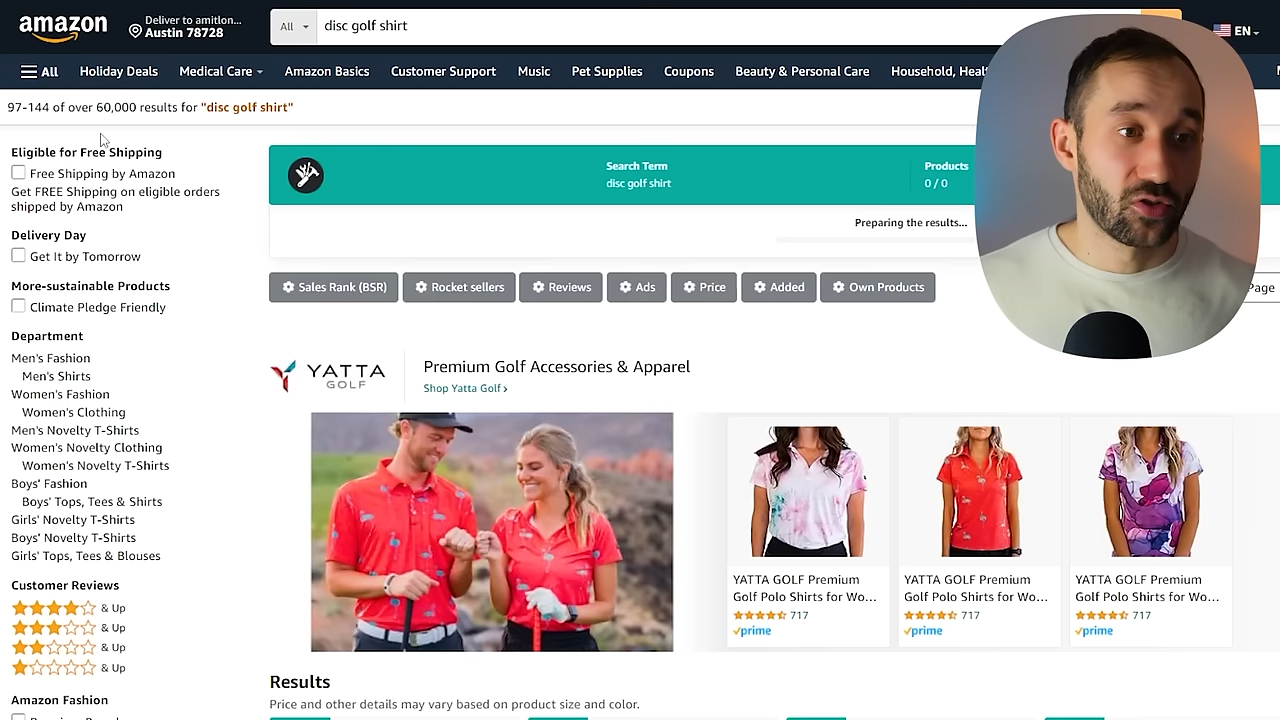 amazon
Deliver to amitlon...
Austin 78728
All
disc golf shirt
EN
All
Holiday Deals
Medical Care
Amazon Basics
Customer Support
Music
Pet Supplies
Coupons
Beauty & Personal Care
Household,
97-144 of over 60,000 results for "disc golf shirt"
Eligible for Free Shipping
Free Shipping by Amazon
Get FREE Shipping on eligible orders
shipped by Amazon
Delivery Day
Get It by Tomorrow
More-sustainable Products
Climate Pledge Friendly
Department
Men's Fashion
Men's Shirts
Women's Fashion
Women's Clothing
Men's Novelty T-Shirts
Women's Novelty Clothing
Women's Novelty T-Shirts
Boys' Fashion
Boys' Tops, Tees & Shirts
Girls' Novelty T-Shirts
Boys' Novelty T-Shirts
Girls' Tops, Tees & Blouses
Customer Reviews
& Up
& Up
& Up
& Up
Amazon Fashion
Search Term
disc golf shirt
Products
0 / 0
Preparing the results...
Sales Rank (BSR)
Rocket sellers
Reviews
Ads
Price
Added
Own Products
Page
YATTA
GOLF
Premium Golf Accessories & Apparel
Shop Yatta Golf ›
YATTA GOLF Premium
Golf Polo Shirts for Wo...
717
prime
YATTA GOLF Premium
Golf Polo Shirts for Wo...
717
prime
YATTA GOLF Premium
Golf Polo Shirts for Wo...
717
prime
Results
Price and other details may vary based on product size and color.